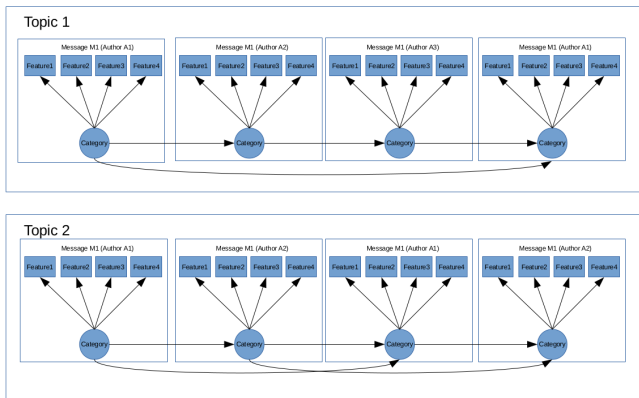 Topic 1
Message M1 (Author A1) Message M1 (Author A2) Message M1 (Author A3) Message M1 (Author A1)
Feature1 Feature2 Feature3 Feature4 Feature1 Feature2 Feature3 Feature4 Feature1 Feature2 Feature3 Feature4 Feature1 Feature2 Feature3 Feature4
Category Category Category Category
Topic 2
Message M1 (Author A1) Message M1 (Author A2) Message M1 (Author A1) Message M1 (Author A2)
Feature1 Feature2 Feature3 Feature4 Feature1 Feature2 Feature3 Feature4 Feature1 Feature2 Feature3 Feature4 Feature1 Feature2 Feature3 Feature4
Category Category Category Category